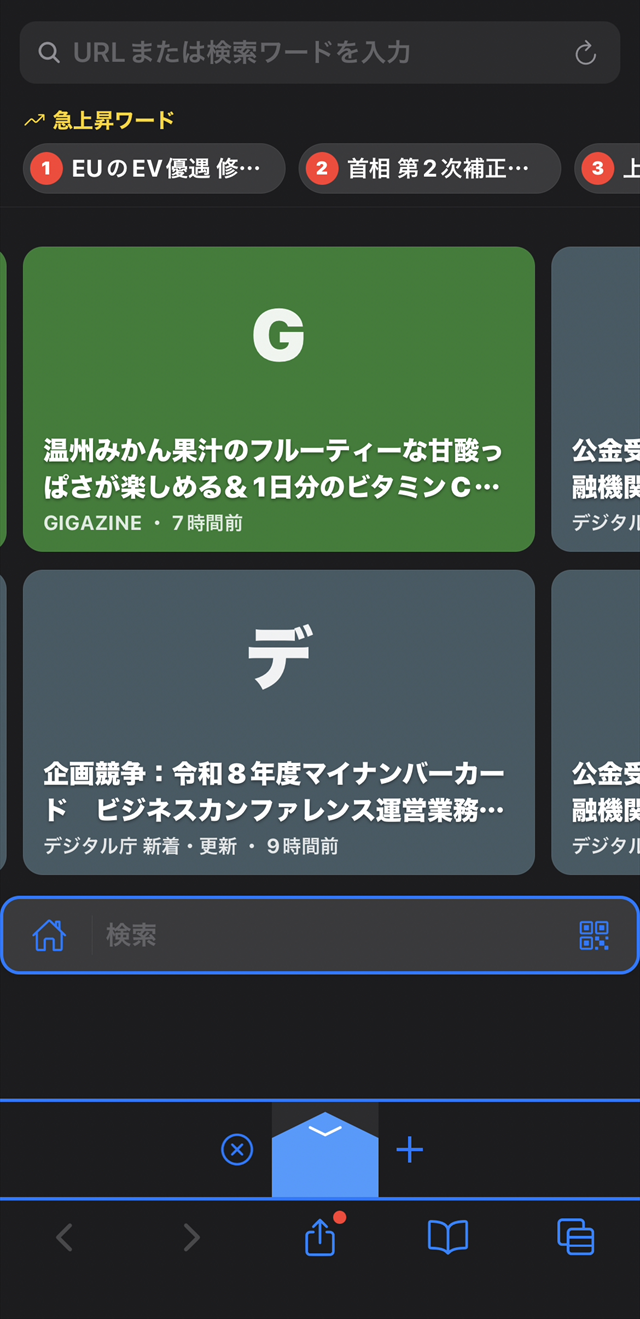 URLまたは検索ワードを入力
急上昇ワード
1 EUのEV優遇 修…
2 首相 第2次補正…
3 上
G
温州みかん果汁のフルーティーな甘酸っ
ぱさが楽しめる&1日分のビタミンC…
GIGAZINE ・ 7時間前
公金受
融機関
デジタル
デ
企画競争：令和8年度マイナンバーカー
ド　ビジネスカンファレンス運営業務…
デジタル庁 新着・更新 ・ 9時間前
公金受
融機関
デジタル
検索